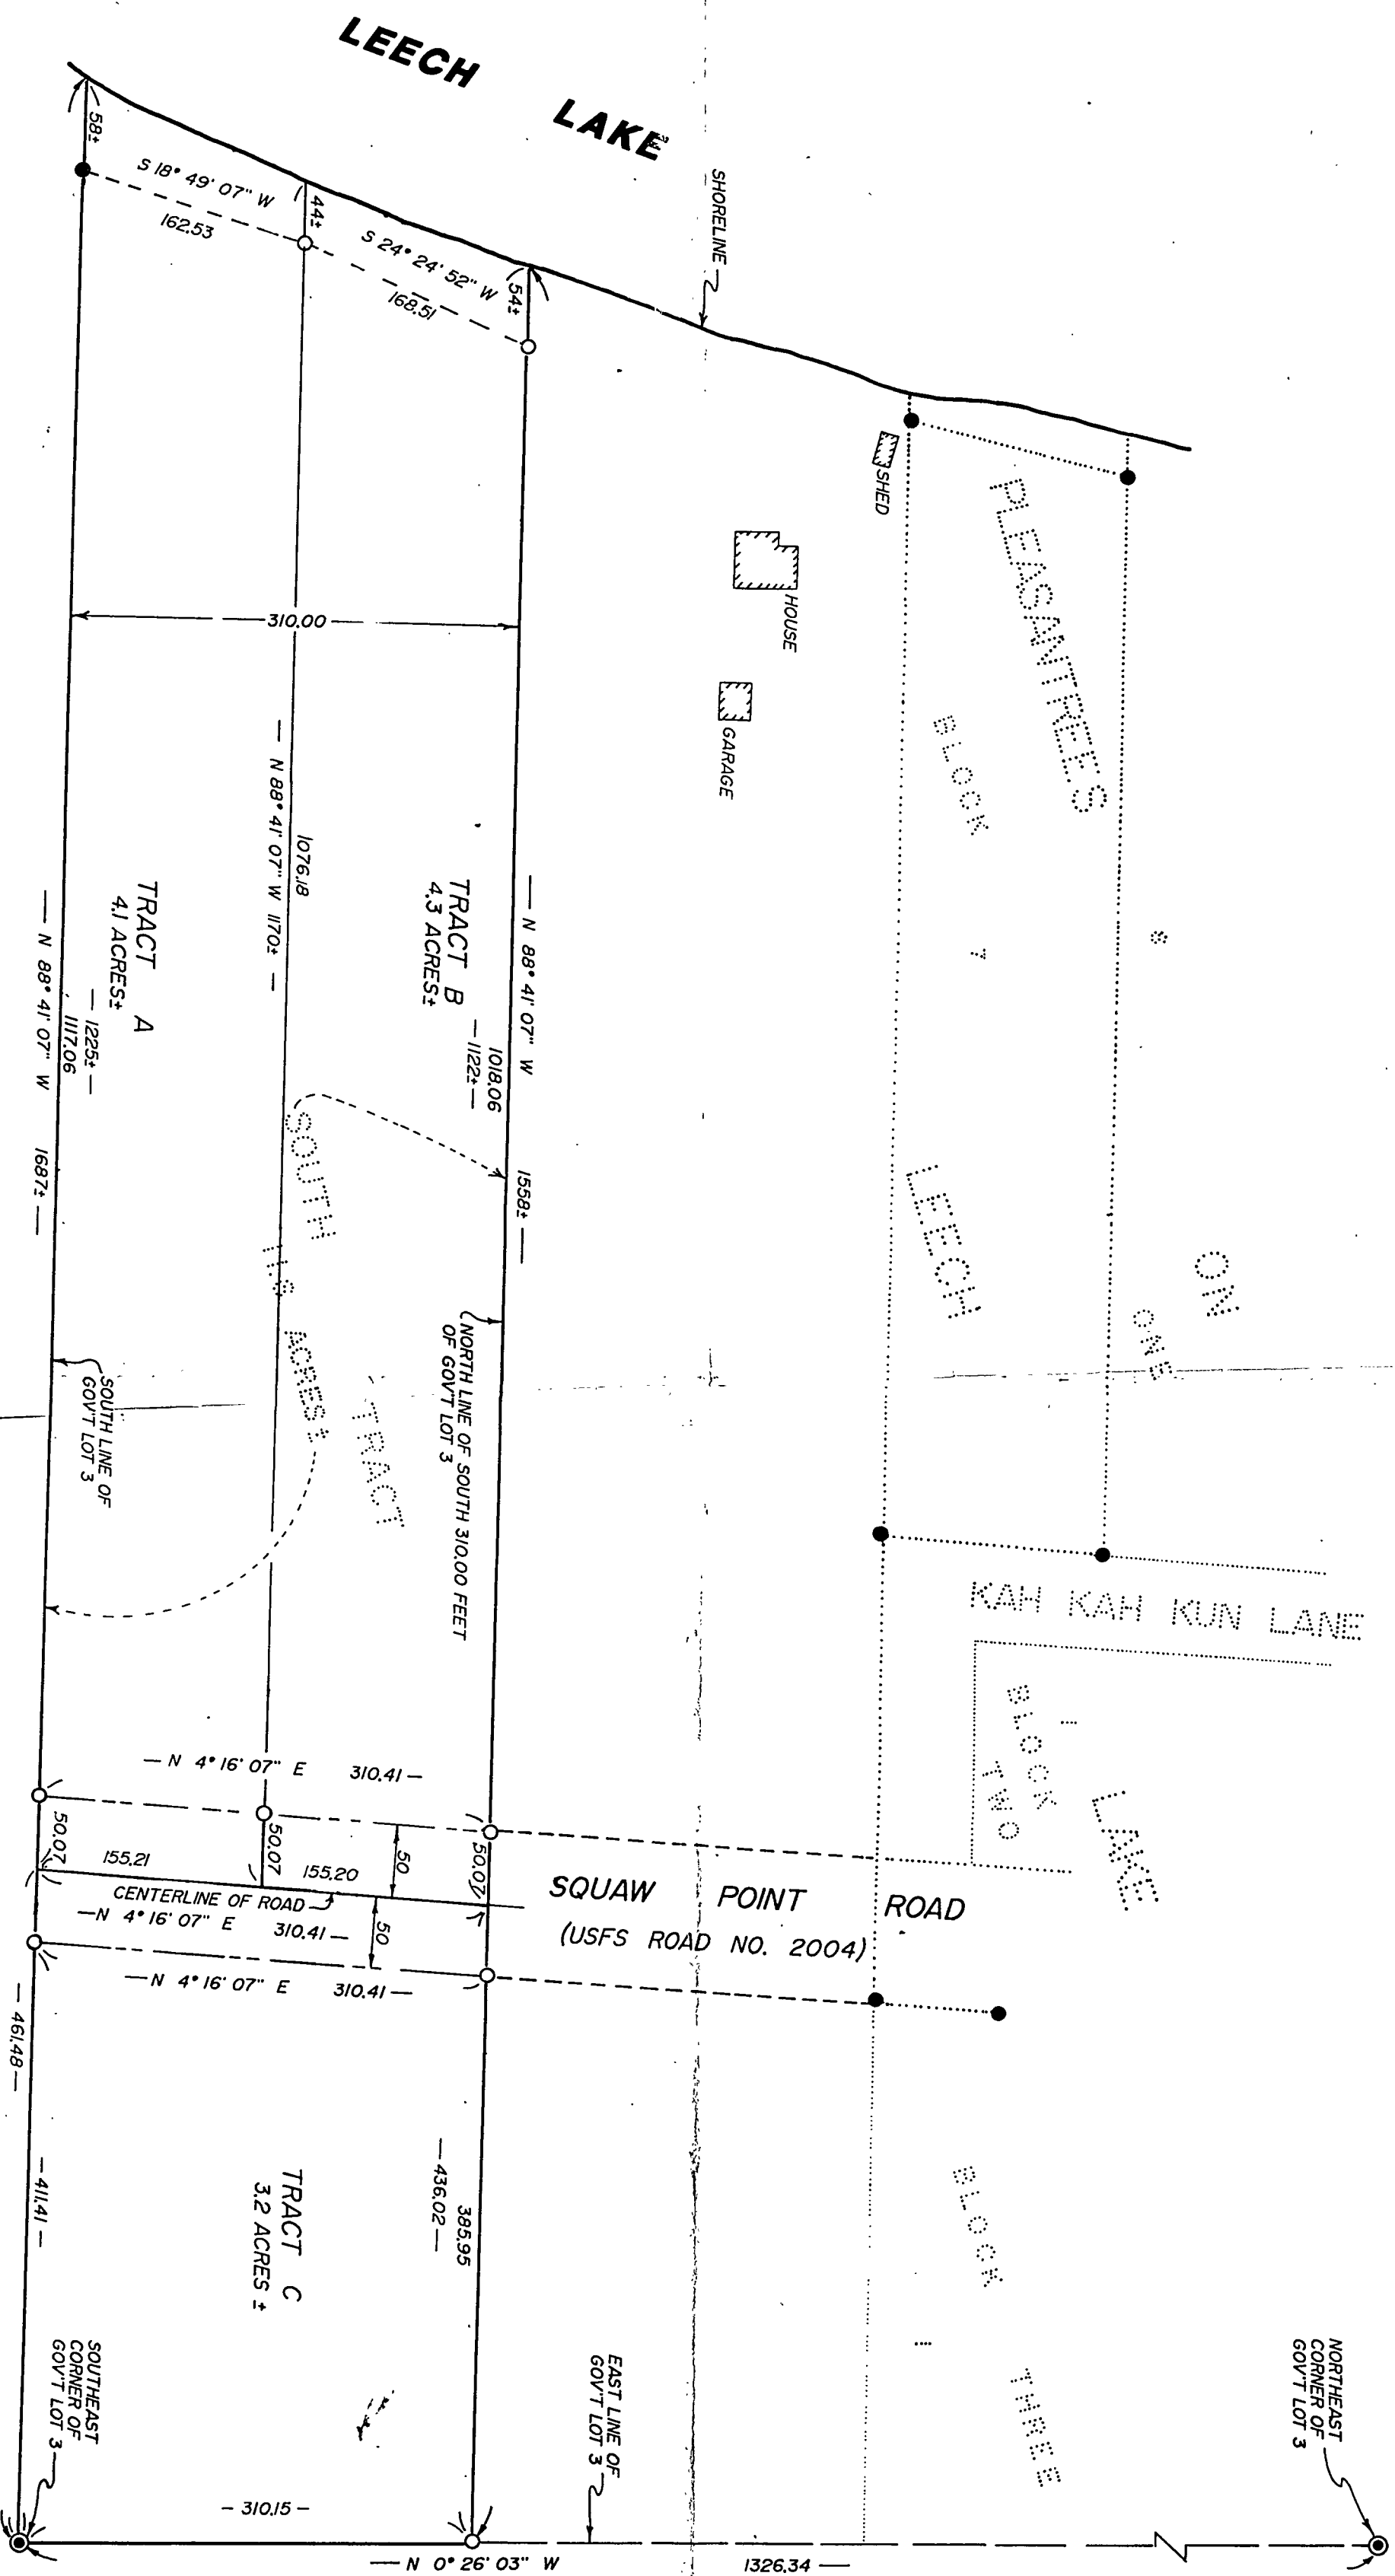 LEECH LAKE
SHORELINE
58±
S 18° 49' 07" W
162.53
44±
S 24° 24' 52" W
168.51
54±
SHED
HOUSE
GARAGE
PLEASANTREES
BLOCK
7
8
ON
ONE
LEECH
310.00
1076.18
— N 88° 41' 07" W 1170± —
TRACT B
4.3 ACRES±
— N 88° 41' 07" W 1558± —
1018.06
— 1122± —
TRACT A
4.1 ACRES±
— 1225± —
1117.06
— N 88° 41' 07" W 1687± —
SOUTH TRACT
11.6 ACRES±
NORTH LINE OF SOUTH 310.00 FEET
OF GOV'T LOT 3
SOUTH LINE OF
GOV'T LOT 3
KAH KAH KUN LANE
1
BLOCK
TWO
LAKE
— N 4° 16' 07" E 310.41 —
50.07
50.07
50.07
155.21
155.20
50
CENTERLINE OF ROAD
— N 4° 16' 07" E 310.41 —
50
— N 4° 16' 07" E 310.41 —
SQUAW POINT ROAD
(USFS ROAD NO. 2004)
— 461.48 —
— 411.41 —
TRACT C
3.2 ACRES ±
385.95
— 436.02 —
BLOCK THREE
1
SOUTHEAST
CORNER OF
GOV'T LOT 3
EAST LINE OF
GOV'T LOT 3
NORTHEAST
CORNER OF
GOV'T LOT 3
— 310.15 —
— N 0° 26' 03" W 1326.34 —